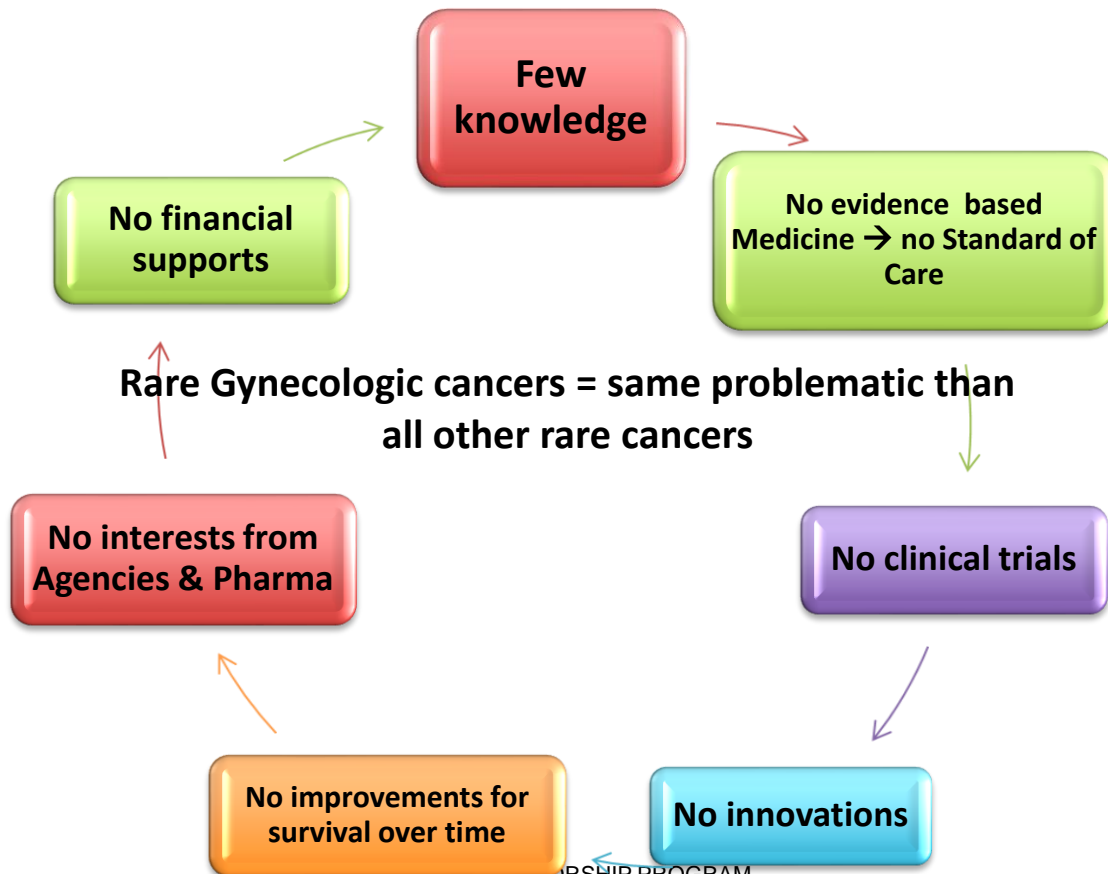 Few
knowledge
No evidence based
Medicine → no Standard of
Care
No clinical trials
No innovations
No improvements for
survival over time
No interests from
Agencies & Pharma
No financial
supports
Rare Gynecologic cancers = same problematic than
all other rare cancers
PROGRAM